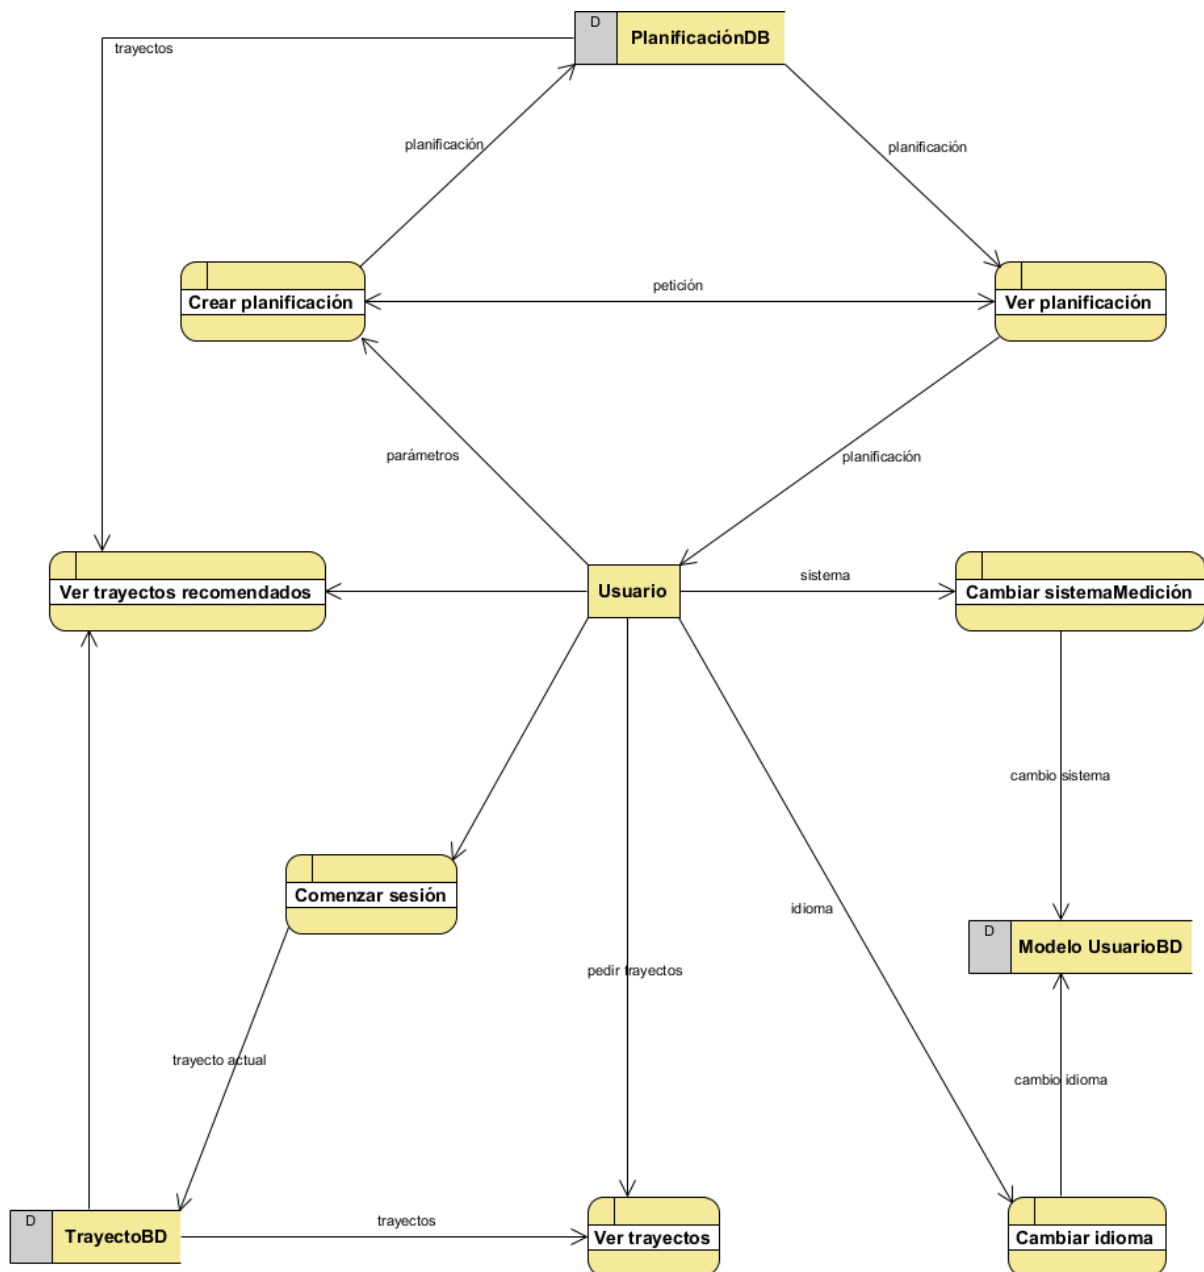 D
PlanificaciónDB
trayectos
planificación
planificación
Crear planificación
petición
Ver planificación
parámetros
planificación
Ver trayectos recomendados
Usuario
sistema
Cambiar sistemaMedición
cambio sistema
Comenzar sesión
idioma
D
Modelo UsuarioBD
pedir trayectos
trayecto actual
cambio idioma
D
TrayectoBD
trayectos
Ver trayectos
Cambiar idioma